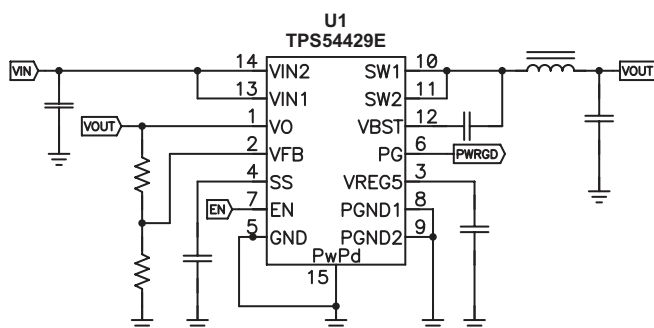 U1
TPS54429E
VIN
14 VIN2 SW1 10
13 VIN1 SW2 11
VOUT
1 VO VBST 12
VOUT
2 VFB PG 6 PWRGD
4 SS VREG5 3
EN 7 EN PGND1 8
5 GND PGND2 9
PwPd
15